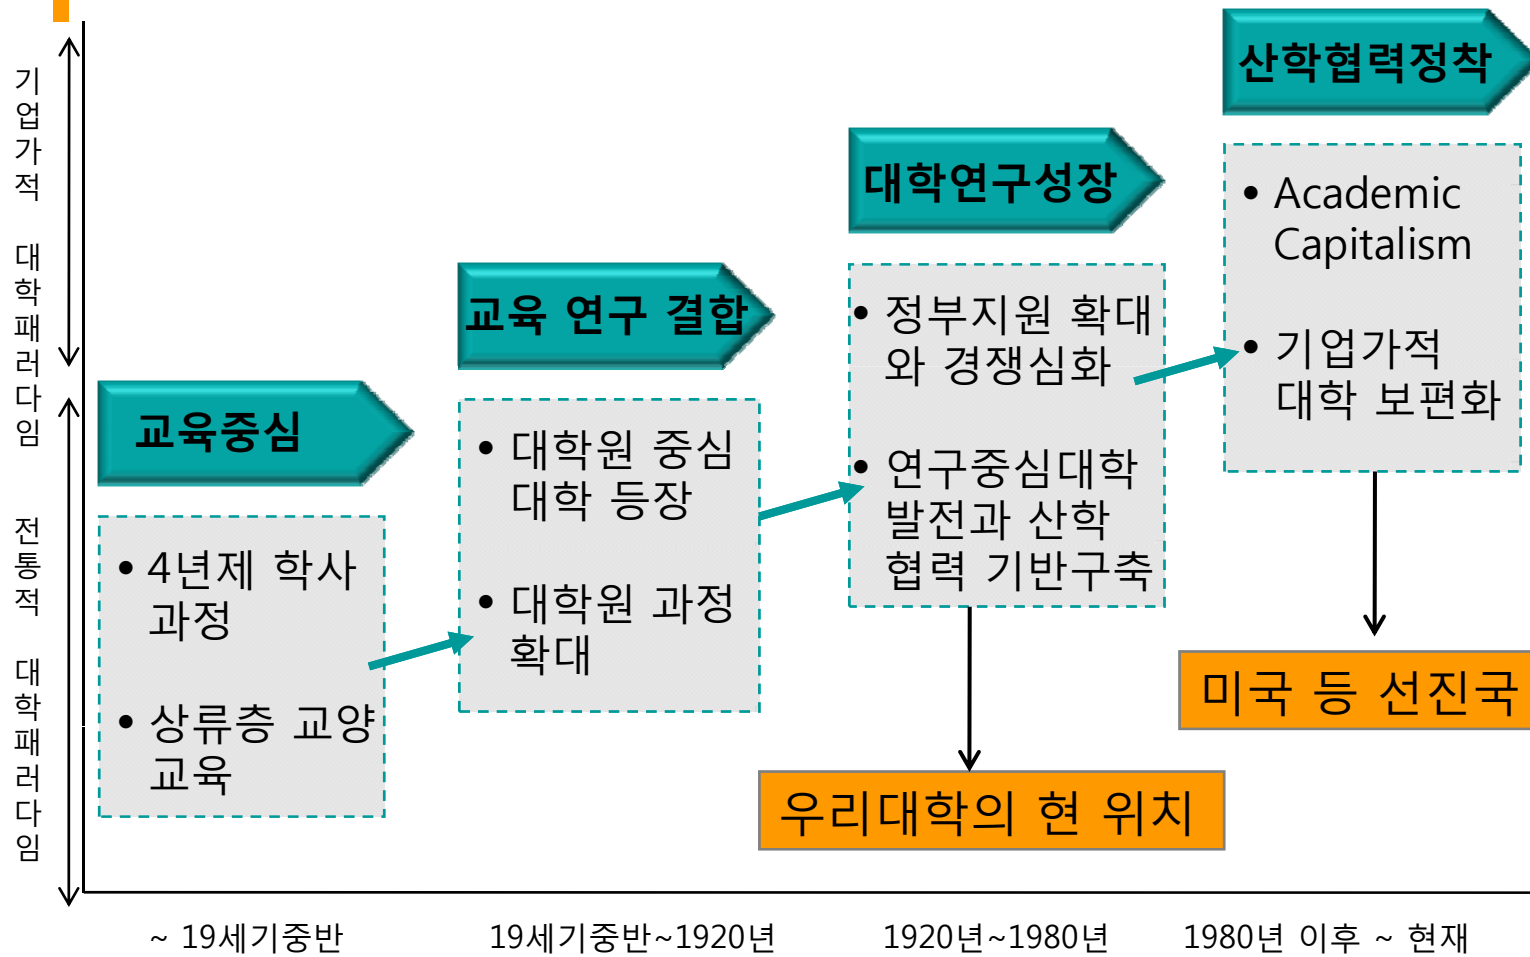 기업가적 대학패러다임
전통적 대학패러다임
교육중심
• 4년제 학사
과정
• 상류층 교양
교육
교육 연구 결합
• 대학원 중심
대학 등장
• 대학원 과정
확대
대학연구성장
• 정부지원 확대
와 경쟁심화
• 연구중심대학
발전과 산학
협력 기반구축
산학협력정착
• Academic
Capitalism
• 기업가적
대학 보편화
미국 등 선진국
우리대학의 현 위치
~ 19세기중반
19세기중반~1920년
1920년~1980년
1980년 이후 ~ 현재